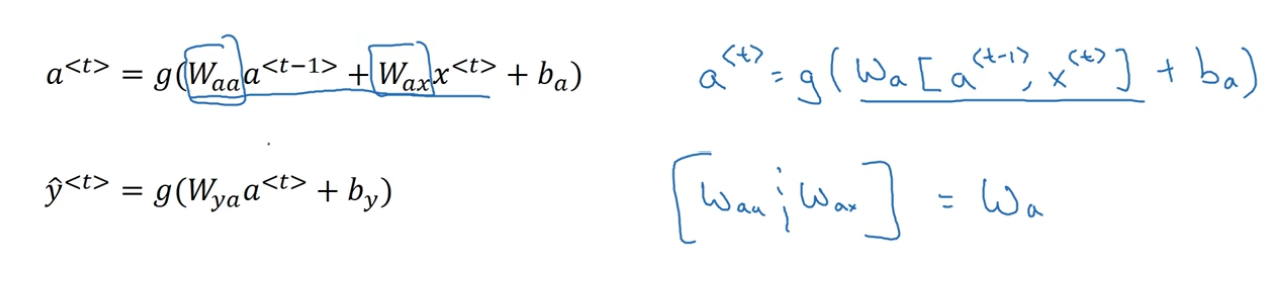 a<t> = g(Waa a<t−1> + Wax x<t> + ba)
a<t> = g(Wa [a<t-1>, x<t>] + ba)
ŷ<t> = g(Wya a<t> + by)
[Waa ¦ Wax] = Wa